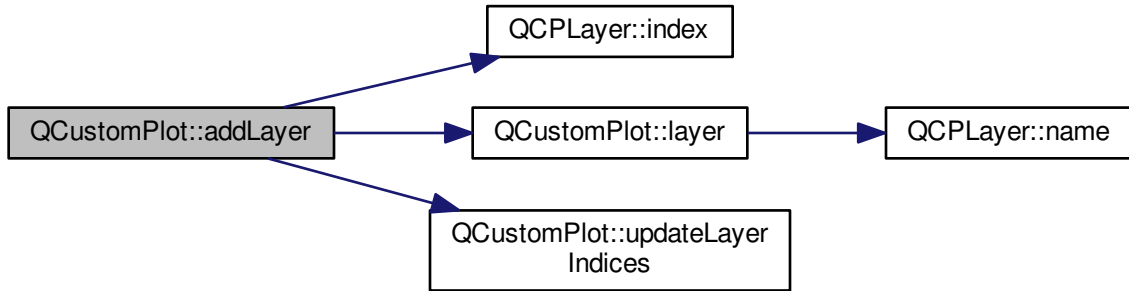 QCPLayer::index
QCustomPlot::addLayer
QCustomPlot::layer
QCPLayer::name
QCustomPlot::updateLayer
Indices